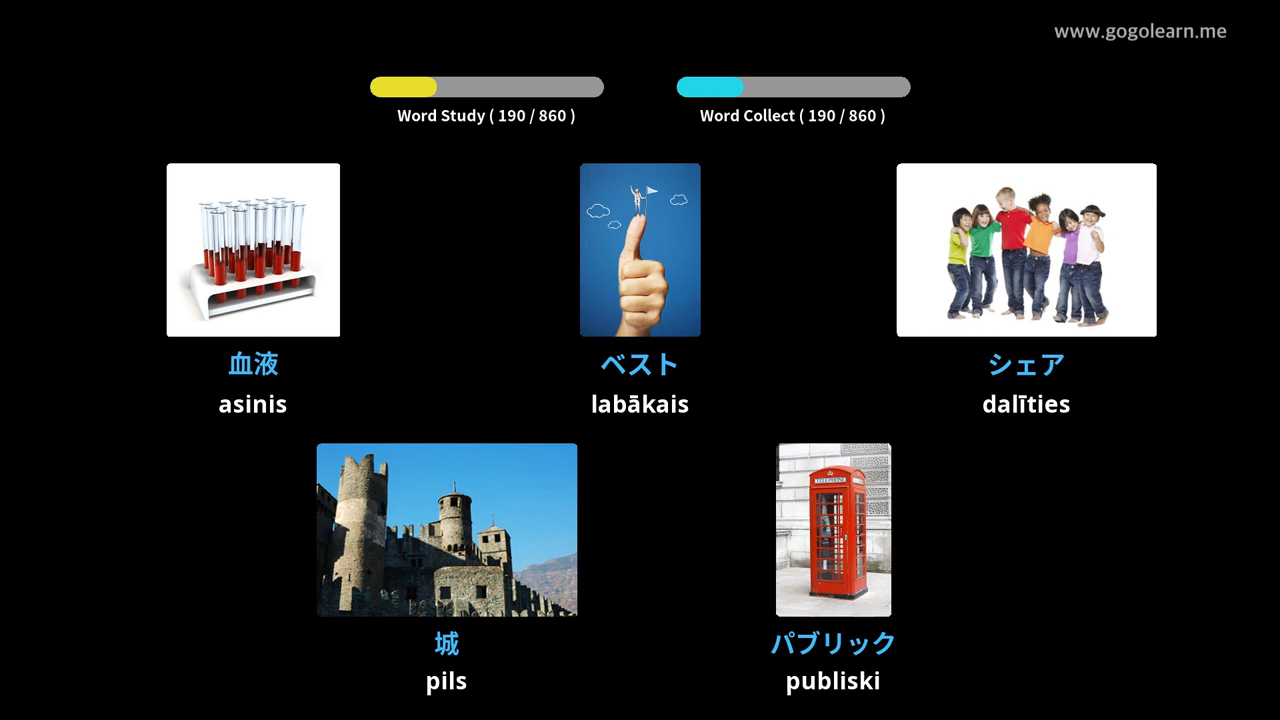 www.gogolearn.me
Word Study ( 190 / 860 )
Word Collect ( 190 / 860 )
血液
asinis
ベスト
labākais
シェア
dalīties
TELEPHONE
城
pils
パブリック
publiski